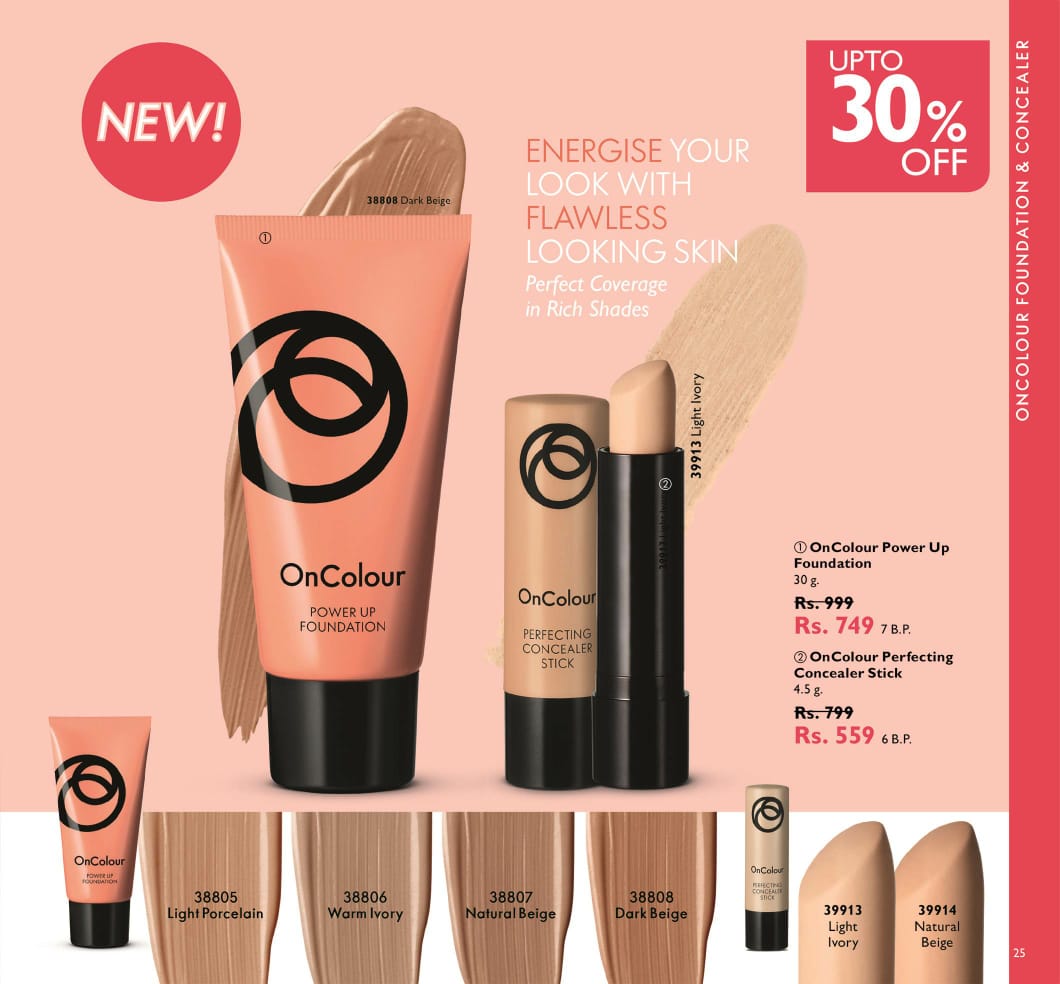 NEW!
UPTO
30%
OFF
ONCOLOUR FOUNDATION & CONCEALER
ENERGISE YOUR
LOOK WITH
FLAWLESS
LOOKING SKIN
Perfect Coverage
in Rich Shades
38808 Dark Beige
①
OnColour
POWER UP
FOUNDATION
OnColour
PERFECTING
CONCEALER
STICK
39913 Light Ivory
②
① OnColour Power Up
Foundation
30 g.
Rs. 999
Rs. 749 7 B.P.
② OnColour Perfecting
Concealer Stick
4.5 g.
Rs. 799
Rs. 559 6 B.P.
OnColour
POWER UP
FOUNDATION
38805
Light Porcelain
38806
Warm Ivory
38807
Natural Beige
38808
Dark Beige
OnColour
PERFECTING
CONCEALER
STICK
39913
Light
Ivory
39914
Natural
Beige
25